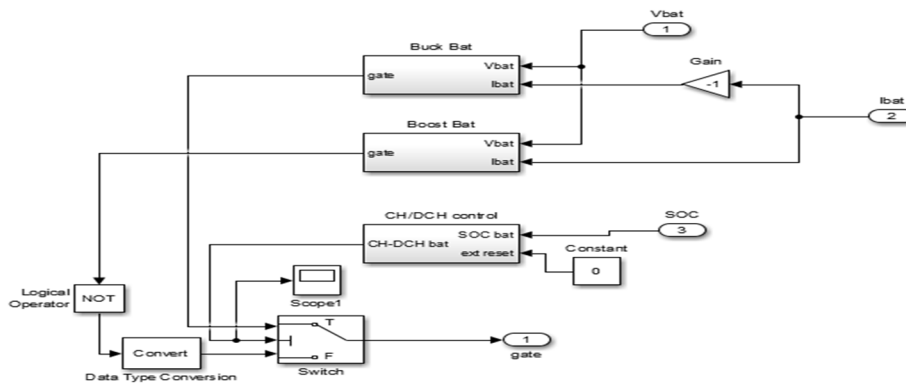 Vbat
1
Buck Bat
gate
Vbat
Ibat
Gain
-1
Ibat
2
Boost Bat
gate
Vbat
Ibat
CH/DCH control
CH-DCH bat
SOC bat
ext reset
SOC
3
Constant
0
Logical
Operator
NOT
Scope1
Convert
Data Type Conversion
T
F
Switch
1
gate